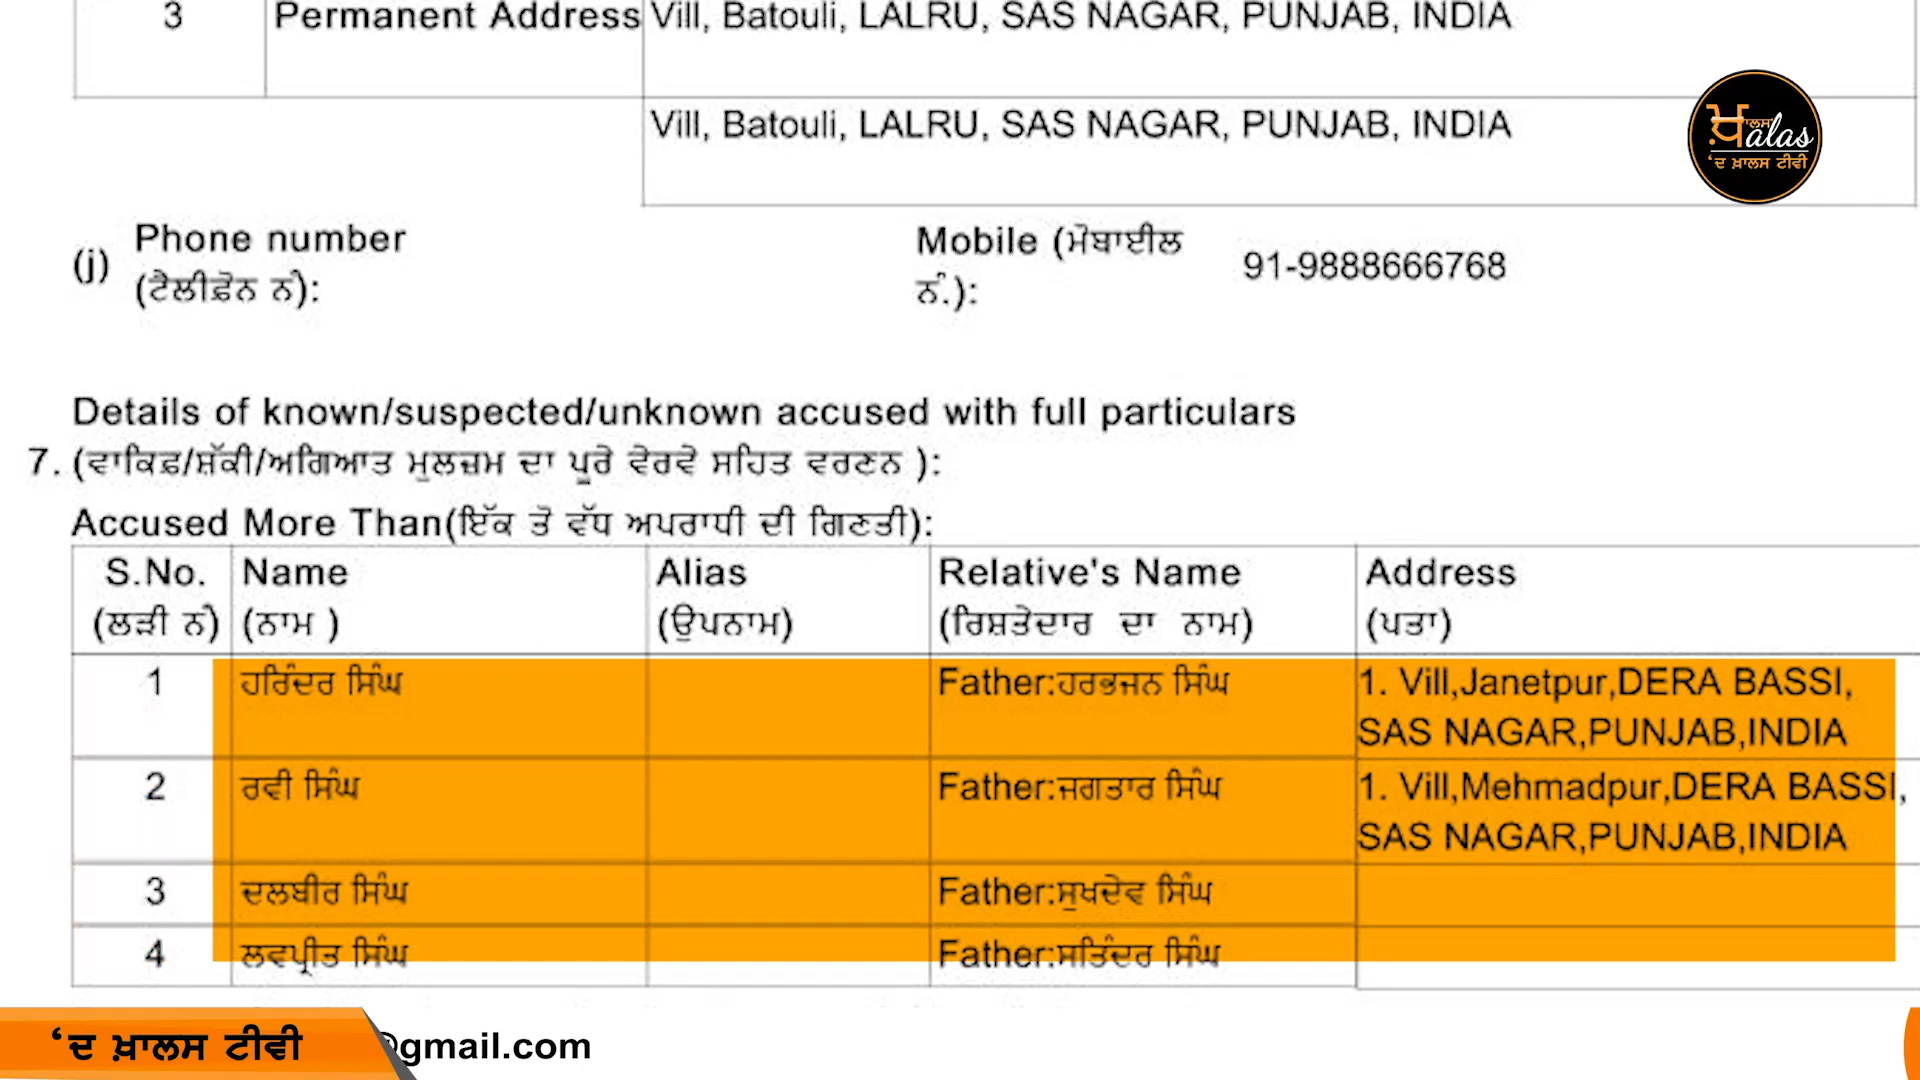 3 Permanent Address Vill, Batouli, LALRU, SAS NAGAR, PUNJAB, INDIA
Vill, Batouli, LALRU, SAS NAGAR, PUNJAB, INDIA
ਖ਼ਾਲਸ alas
‘ਦ ਖ਼ਾਲਸ ਟੀਵੀ
(j) Phone number (ਟੈਲੀਫ਼ੋਨ ਨੰ): Mobile (ਮੋਬਾਈਲ ਨੰ.): 91-9888666768
Details of known/suspected/unknown accused with full particulars
7. (ਵਾਕਿਫ਼/ਸ਼ੱਕੀ/ਅਗਿਆਤ ਮੁਲਜ਼ਮ ਦਾ ਪੂਰੇ ਵੇਰਵੇ ਸਹਿਤ ਵਰਣਨ ):
Accused More Than(ਇੱਕ ਤੋਂ ਵੱਧ ਅਪਰਾਧੀ ਦੀ ਗਿਣਤੀ):
S.No. Name Alias Relative's Name Address
(ਲੜੀ ਨੰ) (ਨਾਮ ) (ਉਪਨਾਮ) (ਰਿਸ਼ਤੇਦਾਰ ਦਾ ਨਾਮ) (ਪਤਾ)
1 ਹਰਿੰਦਰ ਸਿੰਘ Father:ਹਰਭਜਨ ਸਿੰਘ 1. Vill,Janetpur,DERA BASSI,
SAS NAGAR,PUNJAB,INDIA
2 ਰਵੀ ਸਿੰਘ Father:ਜਗਤਾਰ ਸਿੰਘ 1. Vill,Mehmadpur,DERA BASSI,
SAS NAGAR,PUNJAB,INDIA
3 ਦਲਬੀਰ ਸਿੰਘ Father:ਸੁਖਦੇਵ ਸਿੰਘ
4 ਲਵਪ੍ਰੀਤ ਸਿੰਘ Father:ਸਤਿੰਦਰ ਸਿੰਘ
‘ਦ ਖ਼ਾਲਸ ਟੀਵੀ @gmail.com